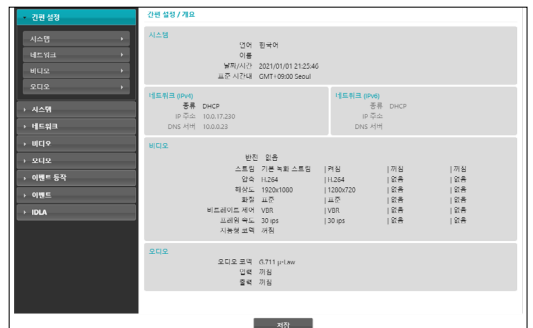 간편 설정
시스템
네트워크
비디오
오디오
시스템
네트워크
비디오
오디오
이벤트 동작
이벤트
IDLA
간편 설정 / 개요
시스템
언어 한국어
이름
날짜/시간 2021/01/01 21:25:46
표준 시간대 GMT+09:00 Seoul
네트워크 (IPv4)
종류 DHCP
IP 주소 10.0.17.230
DNS 서버 10.0.0.23
네트워크 (IPv6)
종류 DHCP
IP 주소
DNS 서버
비디오
반전 없음
스트림 기본 녹화 스트림 | 켜짐 | 꺼짐 | 꺼짐
압축 H.264 | H.264 | 없음 | 없음
해상도 1920x1080 | 1280x720 | 없음 | 없음
화질 표준 | 표준 | 없음 | 없음
비트레이트 제어 VBR | VBR | 없음 | 없음
프레임 속도 30 ips | 30 ips | 없음 | 없음
지능형 코덱 꺼짐
오디오
오디오 코덱 G.711 μ-Law
입력 꺼짐
출력 꺼짐
저장